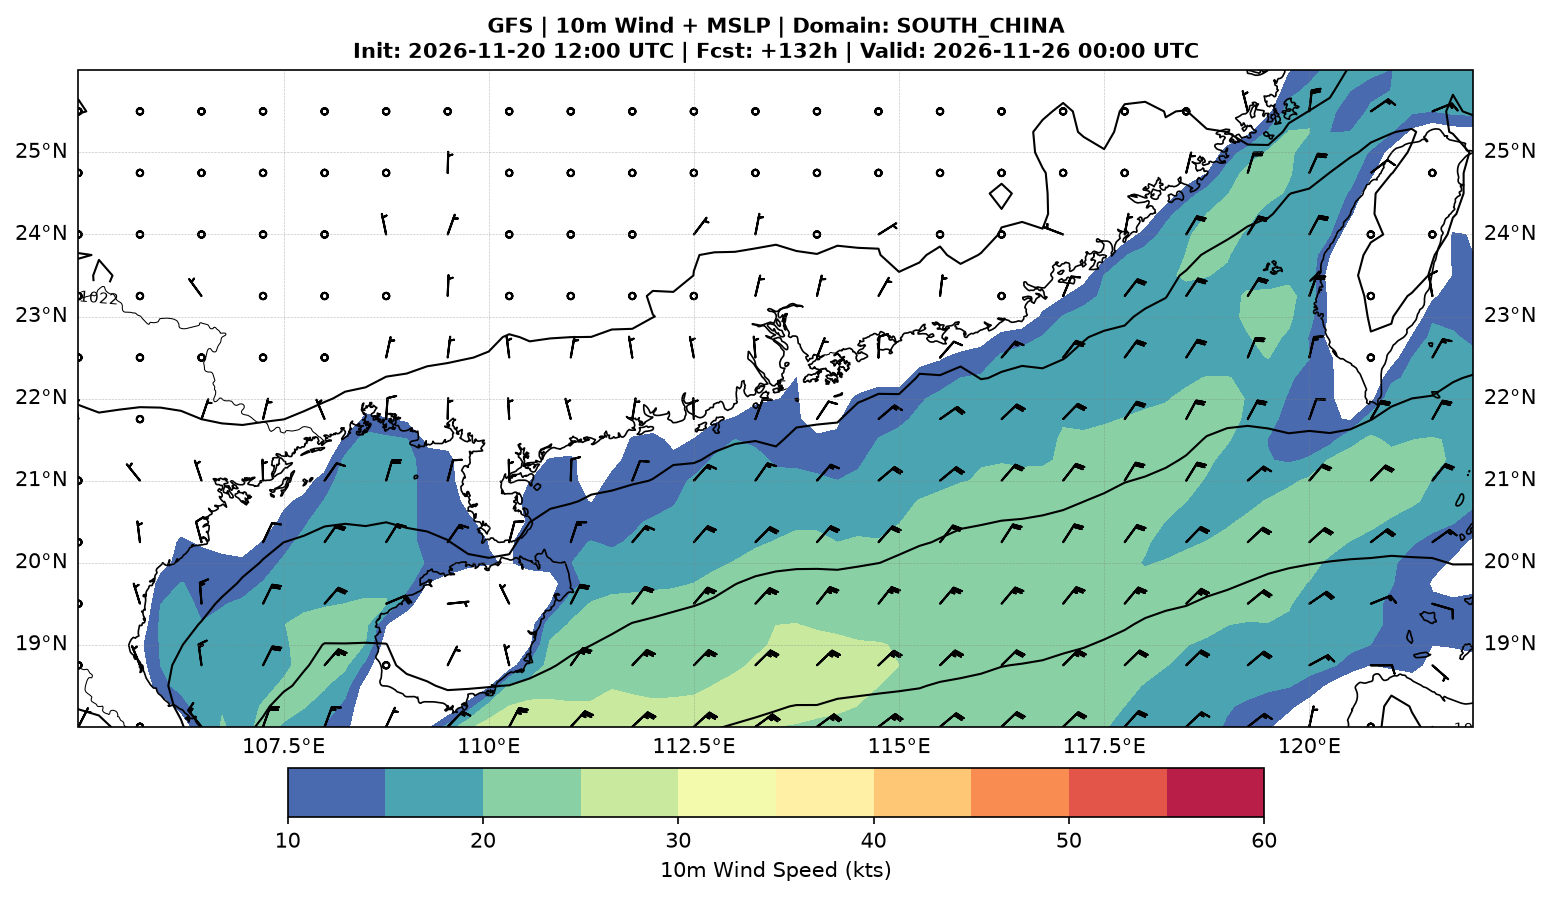 GFS | 10m Wind + MSLP | Domain: SOUTH_CHINA
Init: 2026-11-20 12:00 UTC | Fcst: +132h | Valid: 2026-11-26 00:00 UTC
25°N 25°N
24°N 24°N
1022
23°N 23°N
22°N 22°N
21°N 21°N
20°N 20°N
19°N 19°N
107.5°E 110°E 112.5°E 115°E 117.5°E 120°E
10 20 30 40 50 60
10m Wind Speed (kts)